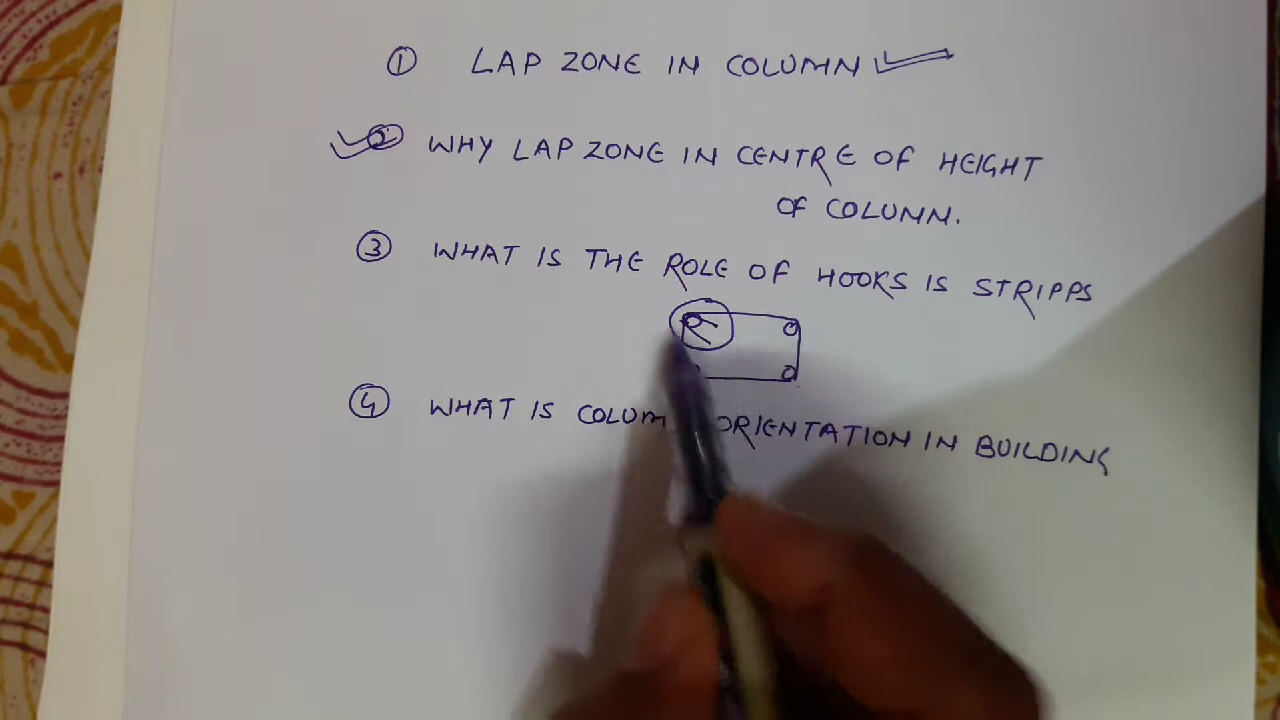 ① LAP ZONE IN COLUMN
② WHY LAP ZONE IN CENTRE OF HEIGHT
OF COLUMN.
③ WHAT IS THE ROLE OF HOOKS IS STRIPPS
④ WHAT IS ORIENTATION IN BUILDING